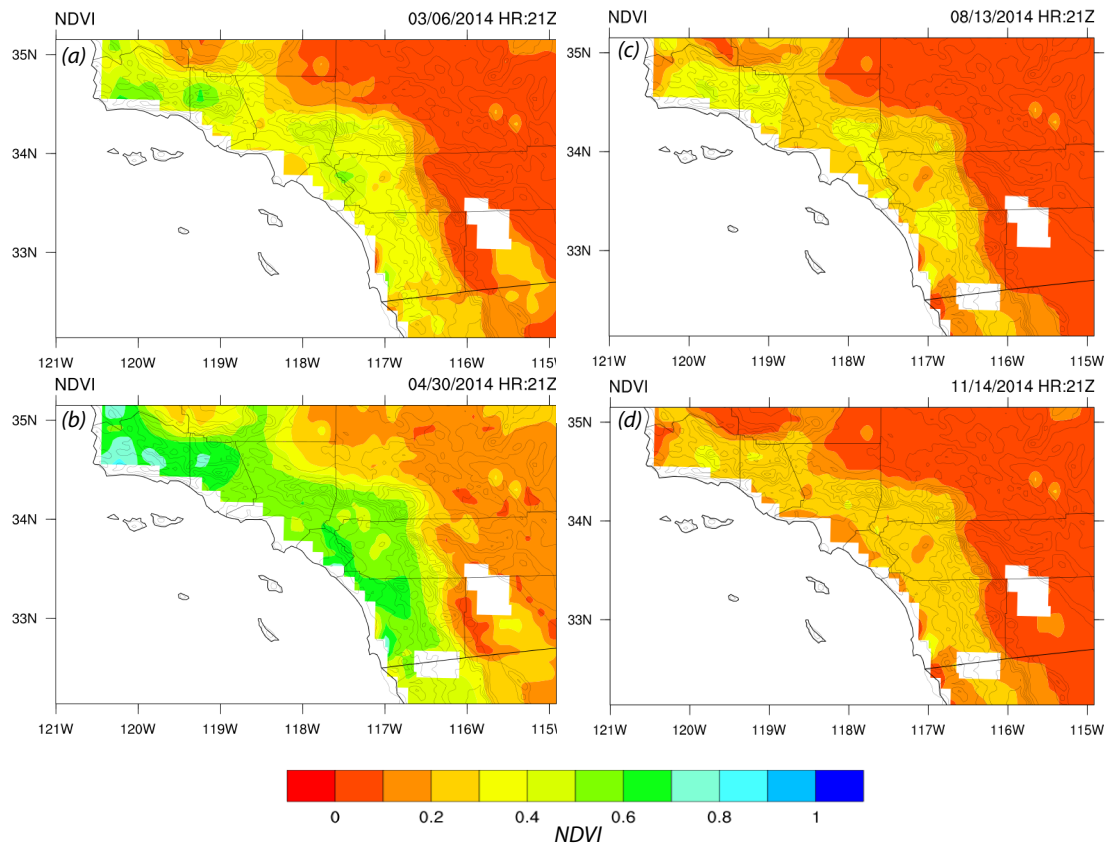 NDVI 03/06/2014 HR:21Z
(a)
35N
34N
33N
121W 120W 119W 118W 117W 116W 115W
NDVI 08/13/2014 HR:21Z
(c)
35N
34N
33N
121W 120W 119W 118W 117W 116W 115W
NDVI 04/30/2014 HR:21Z
(b)
35N
34N
33N
121W 120W 119W 118W 117W 116W 115W
NDVI 11/14/2014 HR:21Z
(d)
35N
34N
33N
121W 120W 119W 118W 117W 116W 115W
0 0.2 0.4 0.6 0.8 1
NDVI